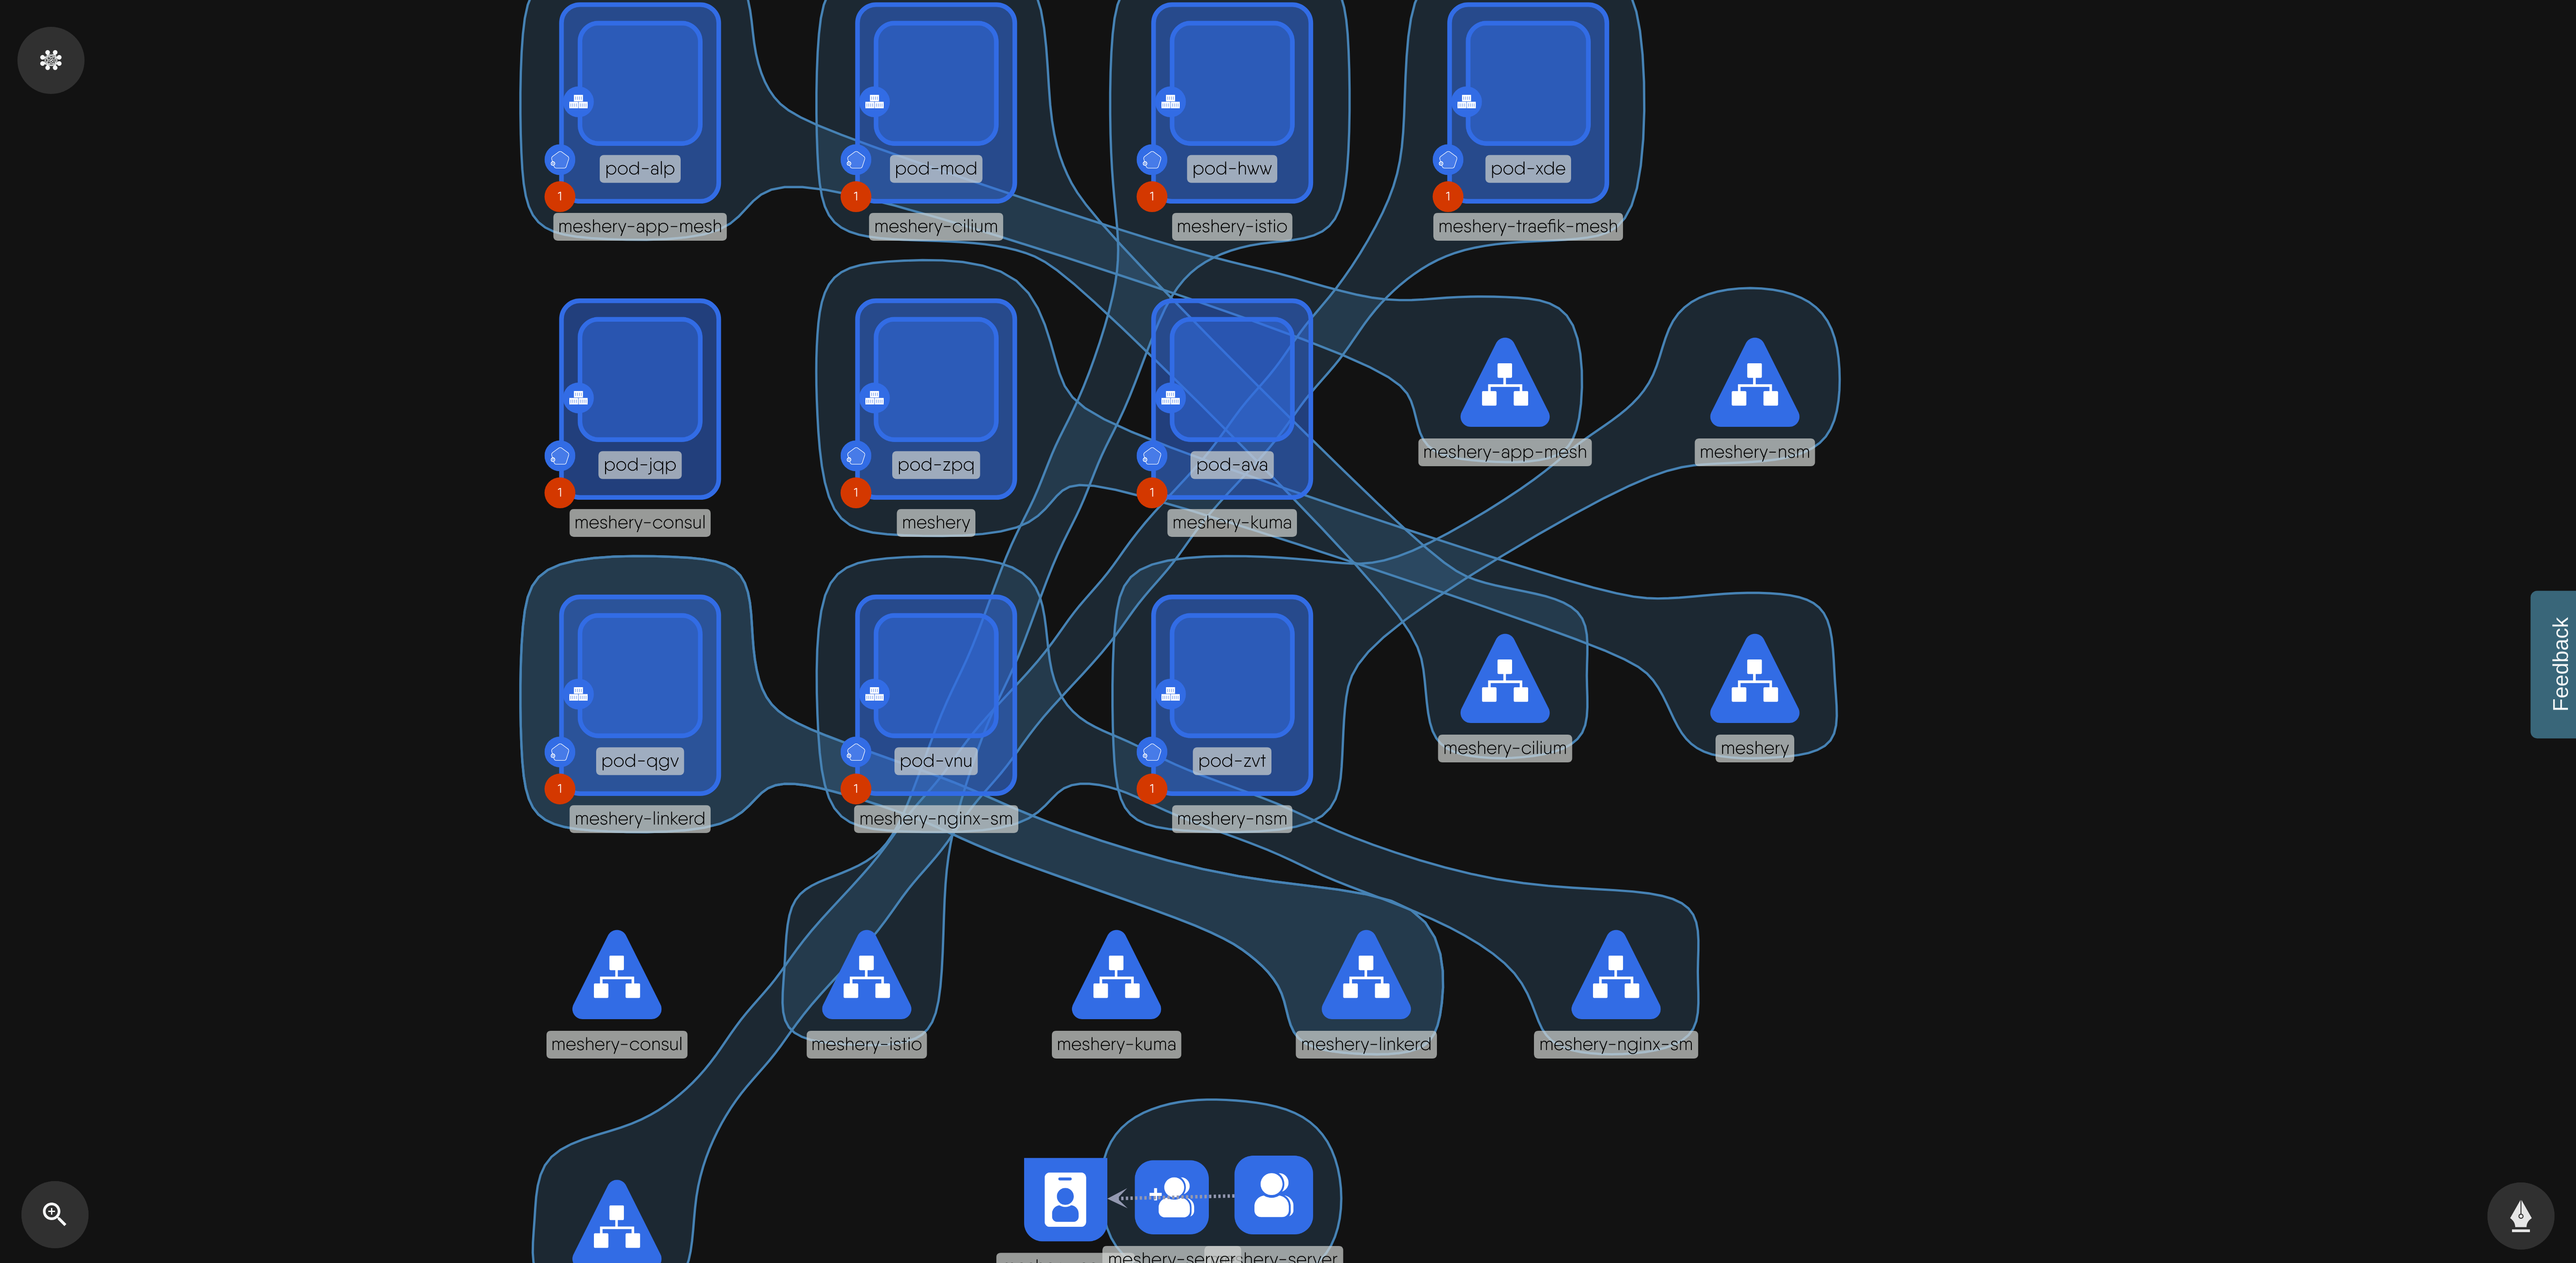 pod-alp
pod-mod
pod-hww
pod-xde
1
1
1
1
meshery-app-mesh
meshery-cilium
meshery-istio
meshery-traefik-mesh
pod-jqp
pod-zpq
pod-ava
meshery-app-mesh
meshery-nsm
1
1
1
meshery-consul
meshery
meshery-kuma
Feedback
pod-qgv
pod-vnu
pod-zvt
meshery-cilium
meshery
1
1
1
meshery-linkerd
meshery-nginx-sm
meshery-nsm
meshery-consul
meshery-istio
meshery-kuma
meshery-linkerd
meshery-nginx-sm
meshery-server